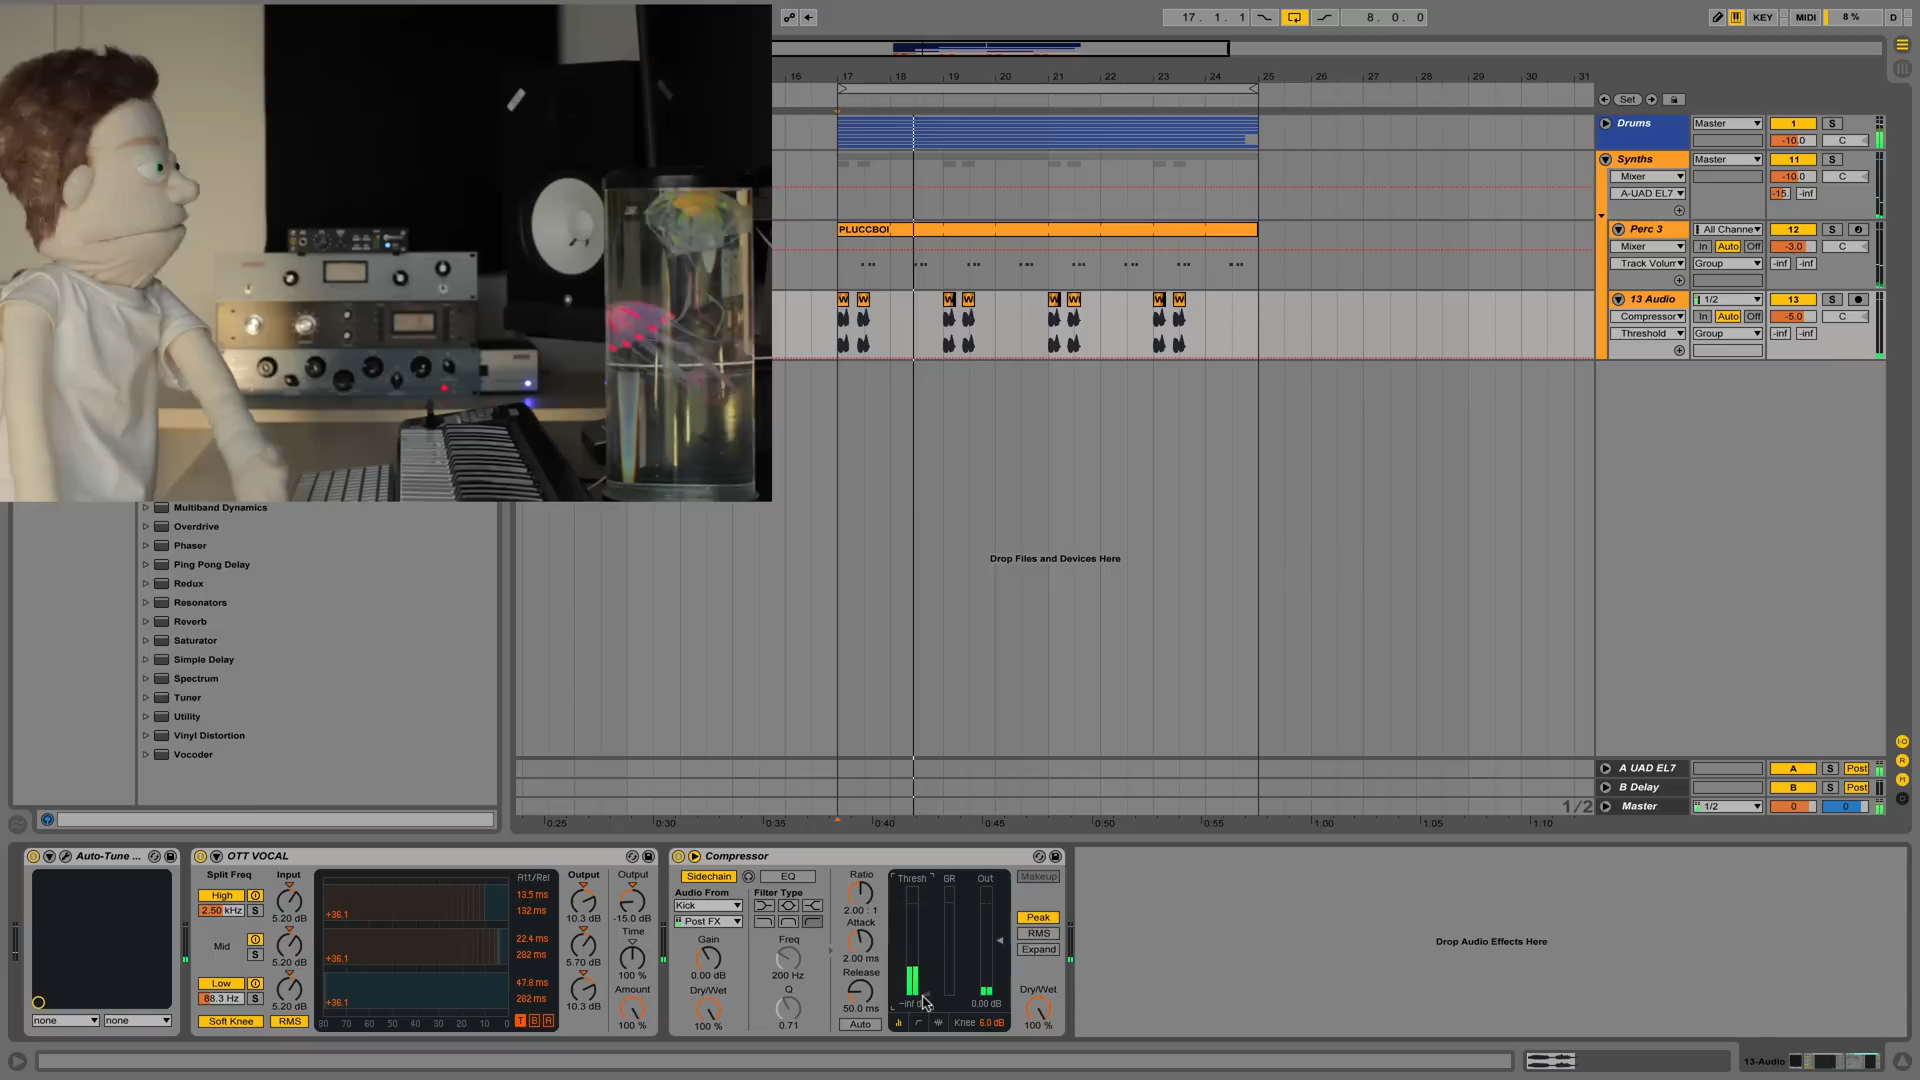 17. 1. 1
8. 0. 0
KEY
MIDI
8 %
D
16 17 18 19 20 21 22 23 24 25 26 27 28 29 30 31
Set
Drums
Master
1
S
-10.0
C
Synths
Master
11
S
Mixer
-10.0
C
A-UAD EL7
-15.
-inf
PLUCCBOI
Perc 3
All Channe
12
S
Mixer
In Auto Off
-3.0
C
Track Volum
Group
-inf
-inf
W W W W W W W W
13 Audio
1/2
13
S
Compressor
In Auto Off
-5.0
C
Threshold
Group
-inf
-inf
Multiband Dynamics
Overdrive
Phaser
Ping Pong Delay
Redux
Resonators
Reverb
Saturator
Simple Delay
Spectrum
Tuner
Utility
Vinyl Distortion
Vocoder
Drop Files and Devices Here
A UAD EL7
A
S
Post
B Delay
B
S
Post
1/2
Master
1/2
0
0
0:25 0:30 0:35 0:40 0:45 0:50 0:55 1:00 1:05 1:10
Auto-Tune ...
none
none
OTT VOCAL
Split Freq
Input
High
2.50 kHz
S
5.20 dB
Mid
S
5.20 dB
Low
88.3 Hz
S
5.20 dB
Soft Knee
RMS
+36.1
+36.1
+36.1
80 70 60 50 40 30 20 10 0
Att/Rel
13.5 ms
132 ms
22.4 ms
282 ms
47.8 ms
282 ms
T B A
Output
10.3 dB
5.70 dB
10.3 dB
Output
-15.0 dB
Time
100 %
Amount
100 %
Compressor
Sidechain
EQ
Audio From
Filter Type
Kick
Post FX
Gain
0.00 dB
Dry/Wet
100 %
Freq
200 Hz
Q
0.71
Ratio
2.00 : 1
Attack
2.00 ms
Release
50.0 ms
Auto
Thresh
GR
Out
-inf
0.00 dB
Knee 6.0 dB
Makeup
Peak
RMS
Expand
Dry/Wet
100 %
Drop Audio Effects Here
13-Audio